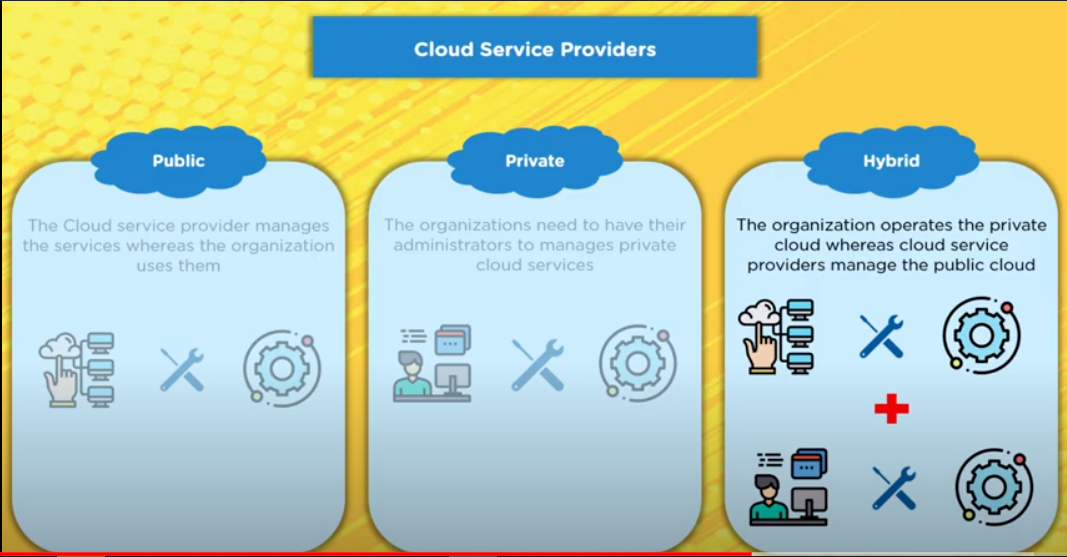 Cloud Service Providers
Public
The Cloud service provider manages
the services whereas the organization
uses them
Private
The organizations need to have their
administrators to manages private
cloud services
Hybrid
The organization operates the private
cloud whereas cloud service
providers manage the public cloud